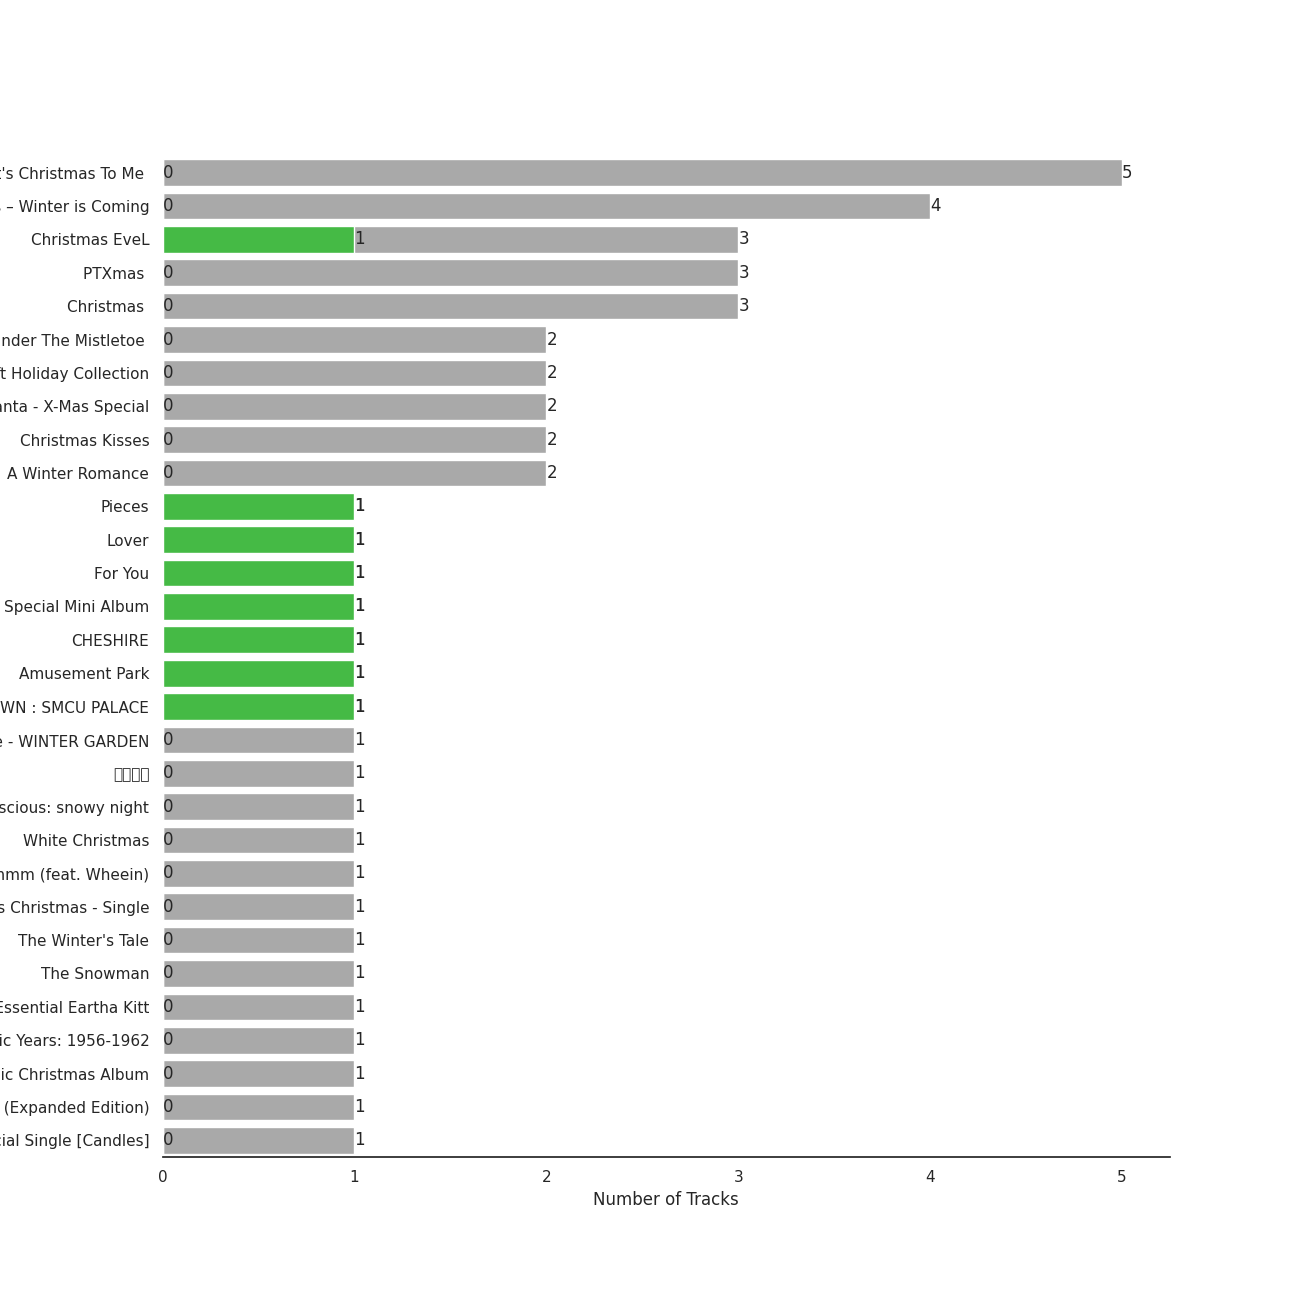 's Christmas To Me 0 5
– Winter is Coming 0 4
Christmas EveL 1 3
PTXmas 0 3
Christmas 0 3
nder The Mistletoe 0 2
t Holiday Collection 0 2
anta - X-Mas Special 0 2
Christmas Kisses 0 2
A Winter Romance 0 2
Pieces 1
Lover 1
For You 1
Special Mini Album 1
CHESHIRE 1
Amusement Park 1
WN : SMCU PALACE 1
e - WINTER GARDEN 0 1
0 1
scious: snowy night 0 1
White Christmas 0 1
mm (feat. Wheein) 0 1
s Christmas - Single 0 1
The Winter's Tale 0 1
The Snowman 0 1
Essential Eartha Kitt 0 1
ic Years: 1956-1962 0 1
ic Christmas Album 0 1
(Expanded Edition) 0 1
cial Single [Candles] 0 1
0 1 2 3 4 5
Number of Tracks